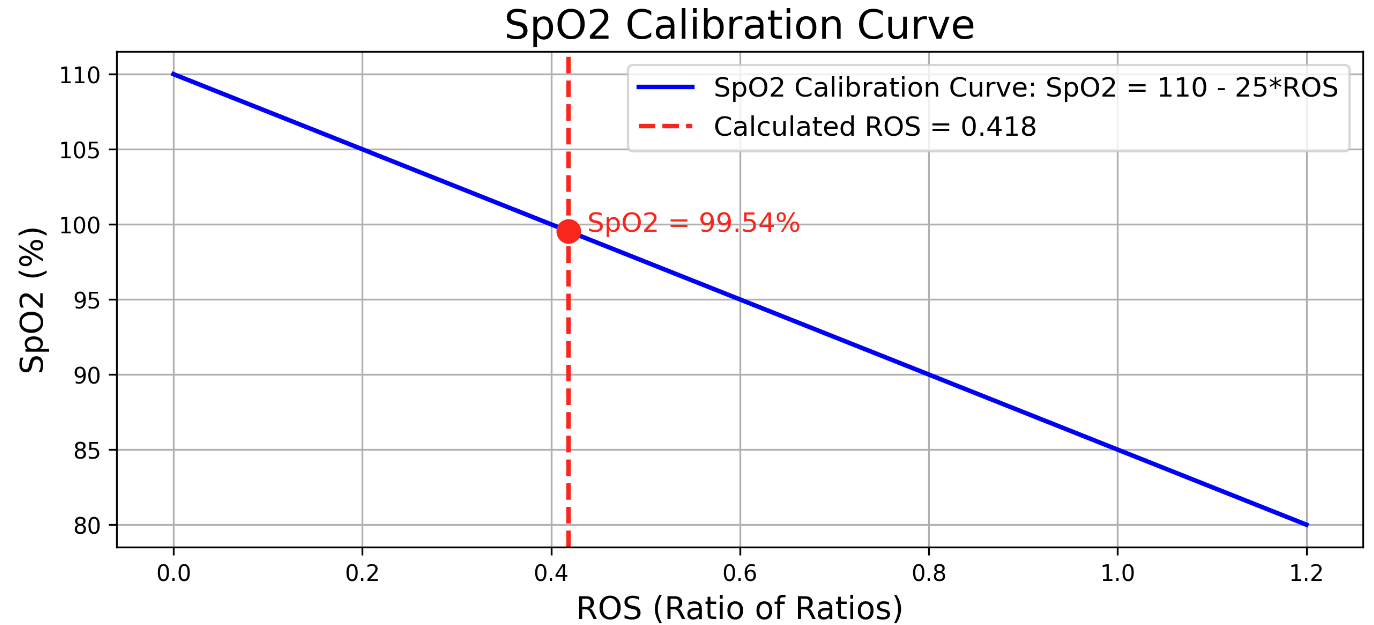 SpO2 Calibration Curve
SpO2 Calibration Curve: SpO2 = 110 - 25*ROS
Calculated ROS = 0.418
SpO2 = 99.54%
SpO2 (%)
110
105
100
95
90
85
80
0.0 0.2 0.4 0.6 0.8 1.0 1.2
ROS (Ratio of Ratios)